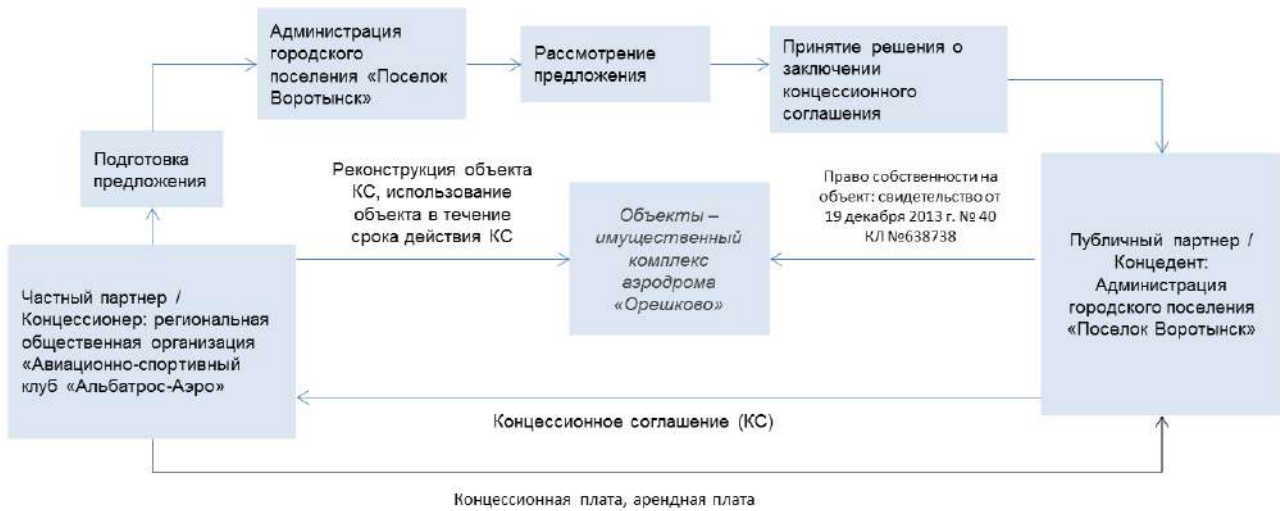 Администрация
городского
поселения «Поселок
Воротынск»
Рассмотрение
предложения
Принятие решения о
заключении
концессионного
соглашения
Подготовка
предложения
Реконструкция объекта
КС, использование
объекта в течение
срока действия КС
Объекты –
имущественный
комплекс
аэродрома
«Орешково»
Право собственности на
объект: свидетельство от
19 декабря 2013 г. № 40
КЛ №638738
Публичный партнер /
Концедент:
Администрация
городского поселения
«Поселок Воротынск»
Частный партнер /
Концессионер: региональная
общественная организация
«Авиационно-спортивный
клуб «Альбатрос-Аэро»
Концессионное соглашение (КС)
Концессионная плата, арендная плата